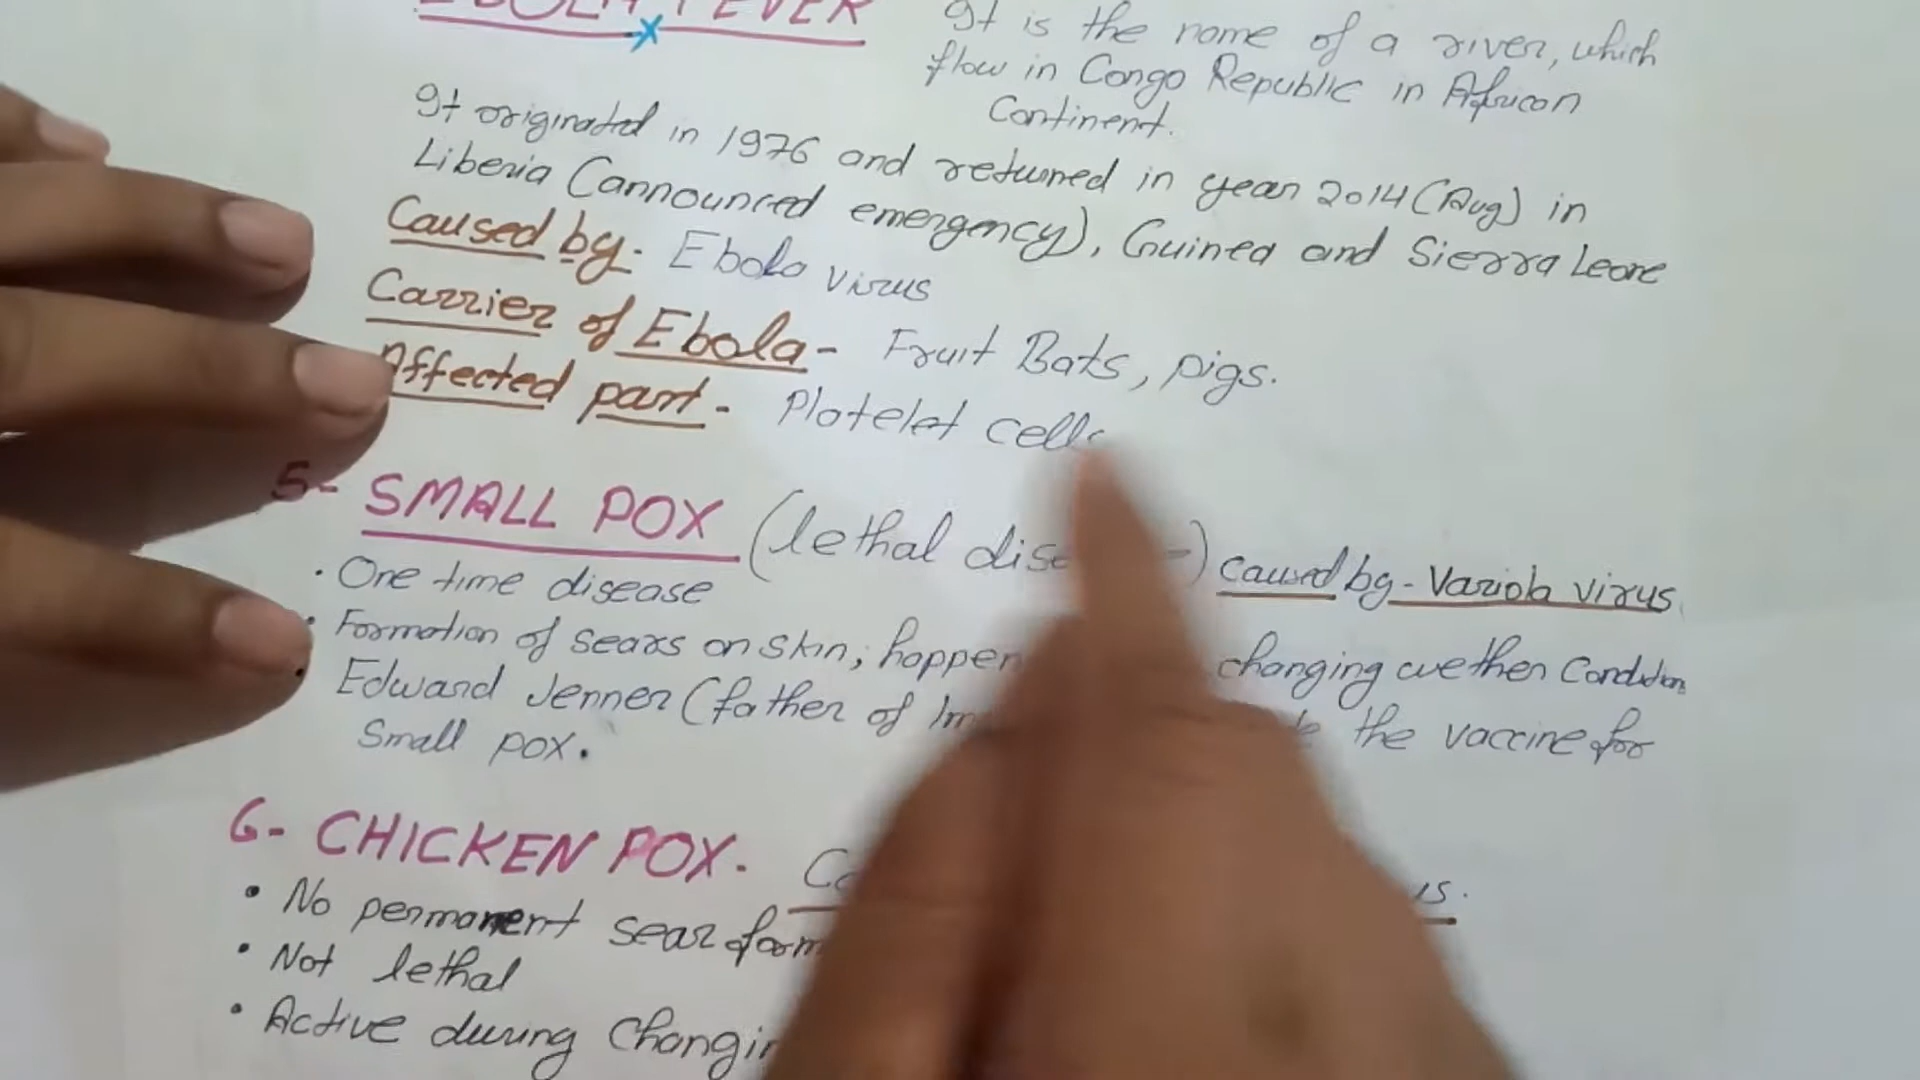 EBOLA FEVER
It is the name of a river, which
flow in Congo Republic in African
Continent.
It originated in 1976 and returned in year 2014 (Aug) in
Liberia (announced emergency), Guinea and Sierra Leone
Caused by- Ebola virus
Carrier of Ebola- Fruit Bats, pigs.
Affected part- Platelet cells
5- SMALL POX (lethal caused by- Variola virus
• One time disease
• Formation of sears on skin, happen changing wether Condition
• Edward Jenner (father of the vaccine for
Small pox.
6- CHICKEN POX-
• No permanent sear form
• Not lethal
• Active during